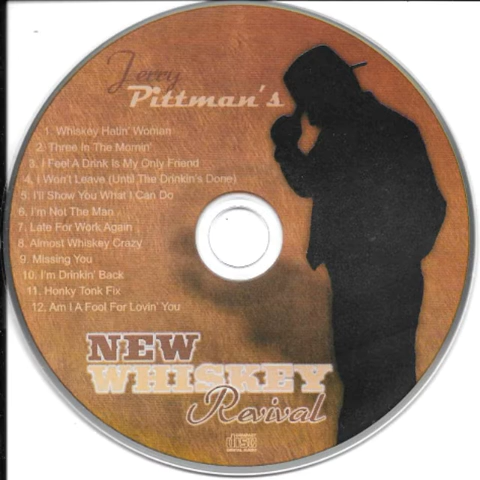 Jerry
Pittman's
1. Whiskey Hatin' Woman
2. Three In The Mornin'
3. I Feel A Drink Is My Only Friend
4. I Won't Leave (Until The Drinkin's Done)
5. I'll Show You What I Can Do
6. I'm Not The Man
7. Late For Work Again
8. Almost Whiskey Crazy
9. Missing You
10. I'm Drinkin' Back
11. Honky Tonk Fix
12. Am I A Fool For Lovin' You
NEW
WHISKEY
Revival
disc